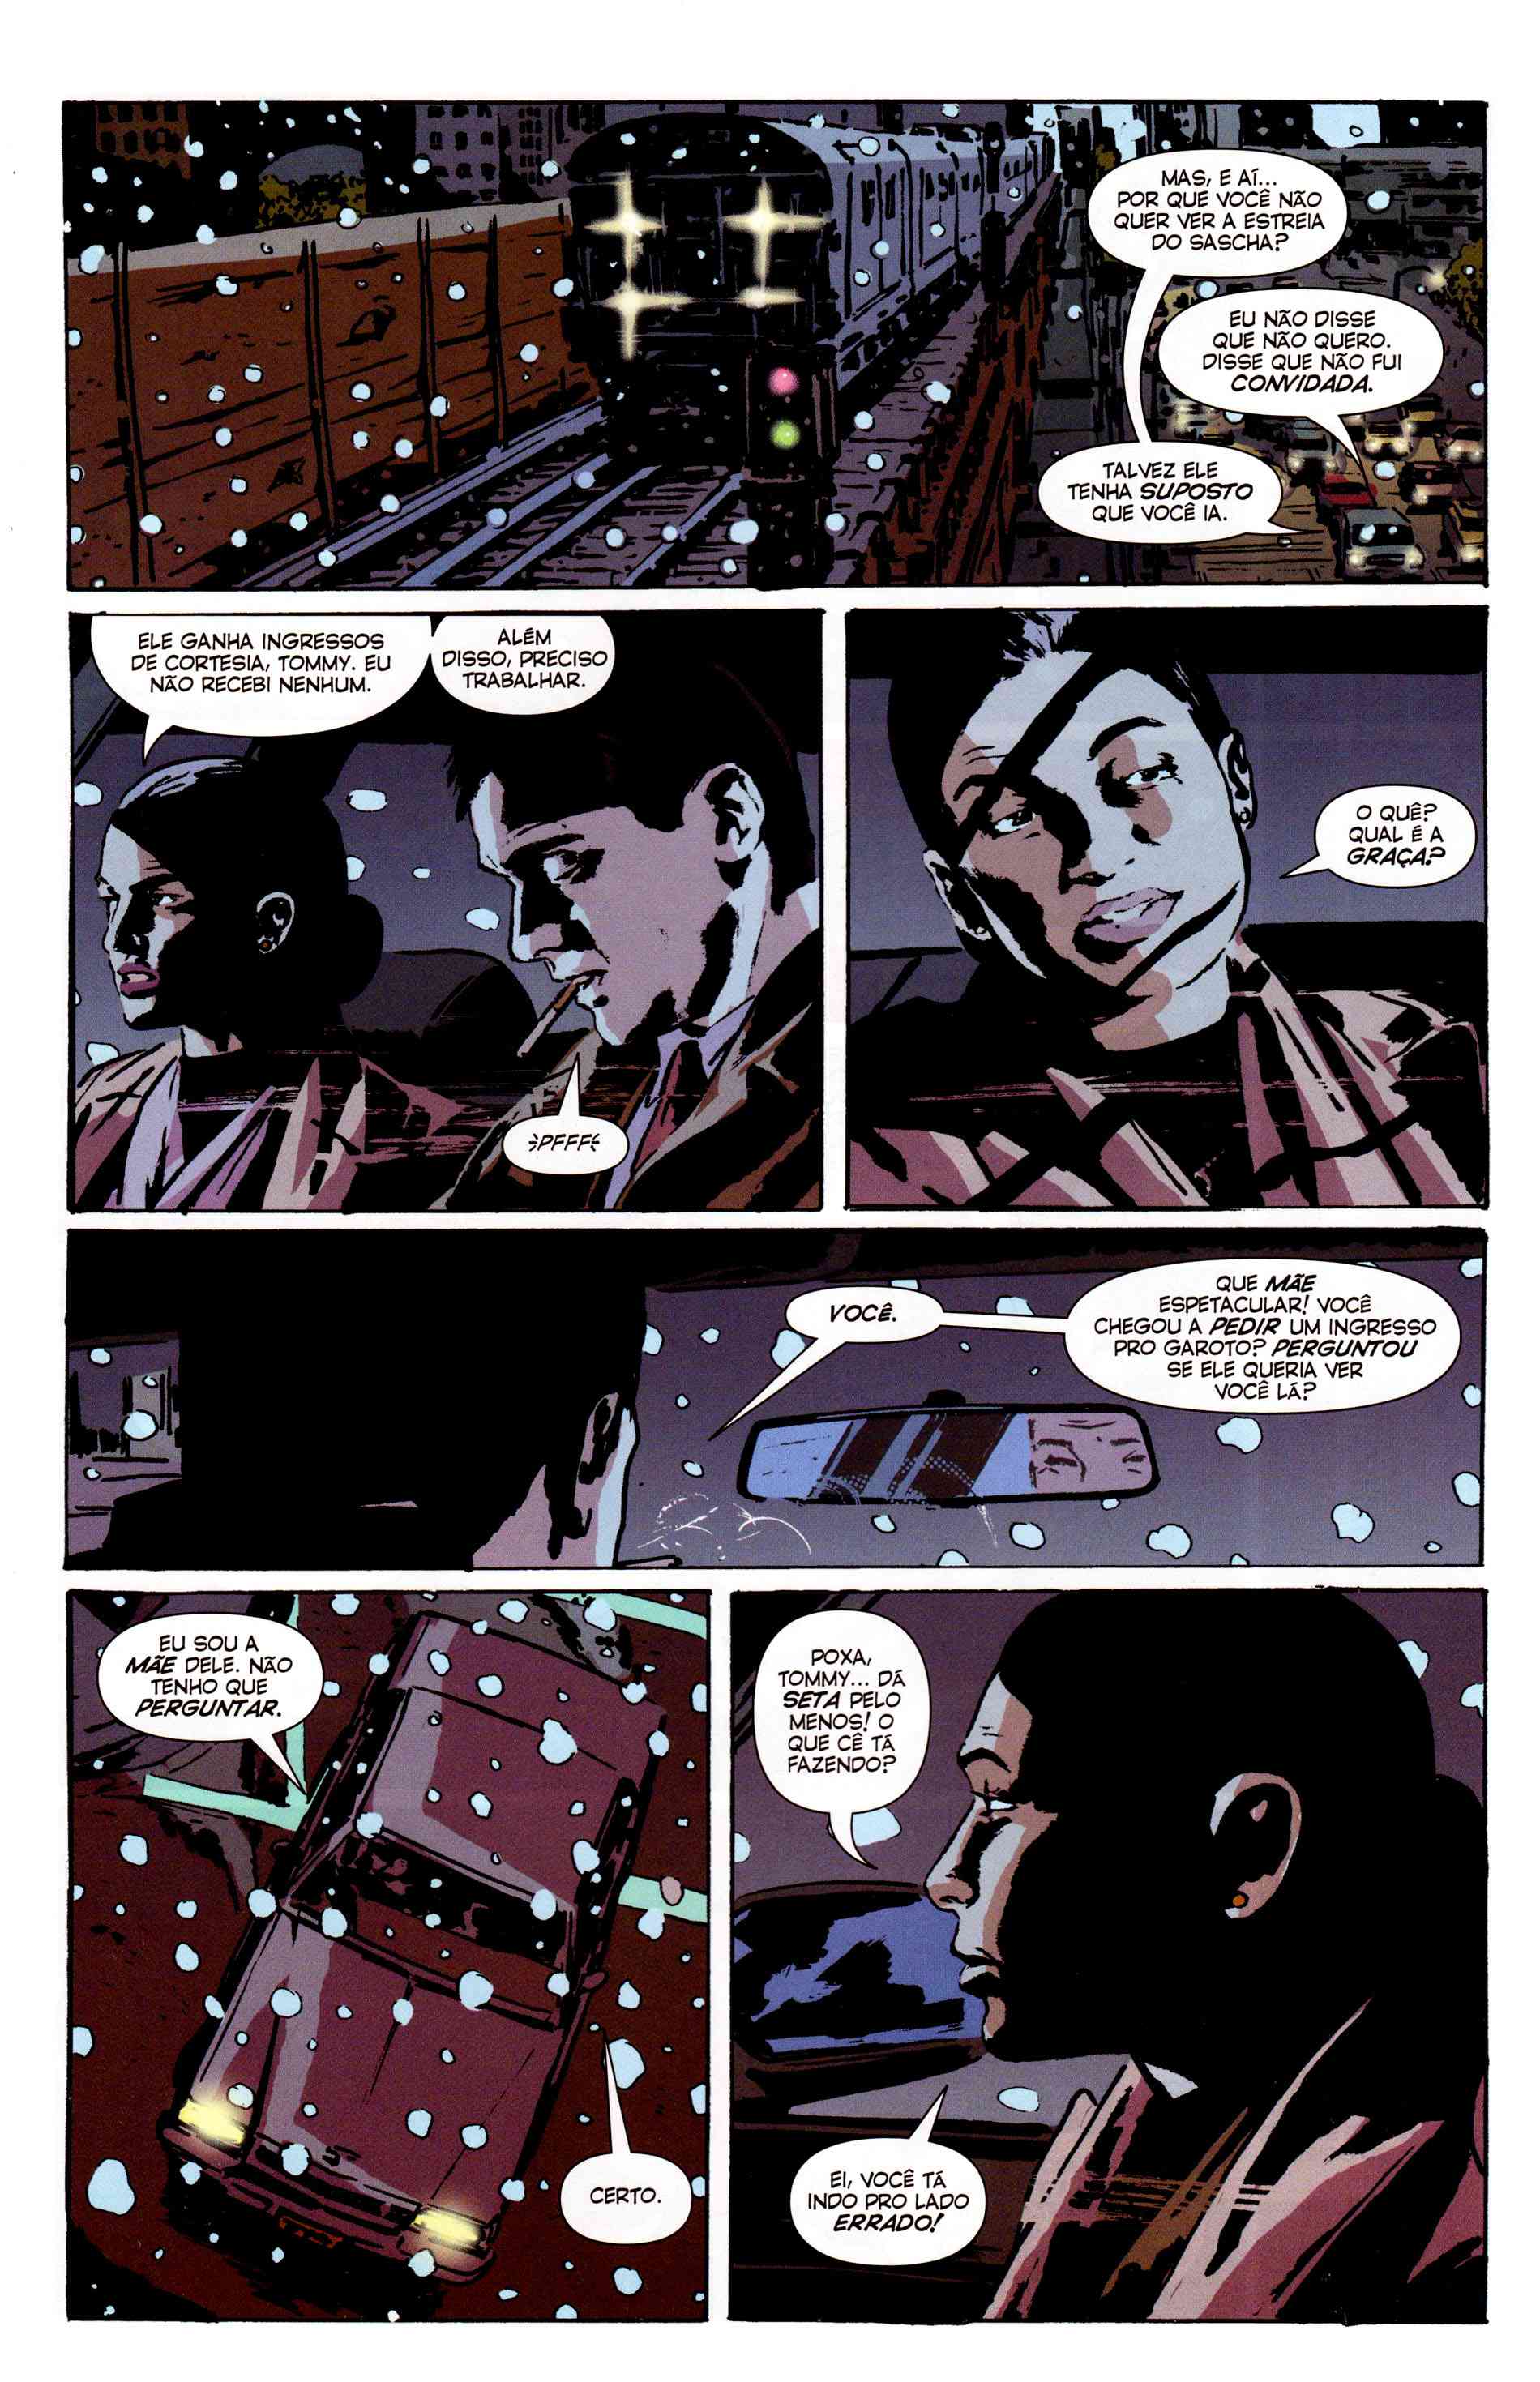 MAS, E AÍ...
POR QUE VOCÊ NÃO
QUER VER A ESTREIA
DO SASCHA?
EU NÃO DISSE
QUE NÃO QUERO.
DISSE QUE NÃO FUI
CONVIDADA.
TALVEZ ELE
TENHA SUPOSTO
QUE VOCÊ IA.
ELE GANHA INGRESSOS
DE CORTESIA, TOMMY. EU
NÃO RECEBI NENHUM.
ALÉM
DISSO, PRECISO
TRABALHAR.
PFFF
O QUÊ?
QUAL É A
GRAÇA?
VOCÊ.
QUE MÃE
ESPETACULAR! VOCÊ
CHEGOU A PEDIR UM INGRESSO
PRO GAROTO? PERGUNTOU
SE ELE QUERIA VER
VOCÊ LÁ?
EU SOU A
MÃE DELE. NÃO
TENHO QUE
PERGUNTAR.
CERTO.
POXA,
TOMMY... DÁ
SETA PELO
MENOS! O
QUE CÊ TÁ
FAZENDO?
EI, VOCÊ TÁ
INDO PRO LADO
ERRADO!